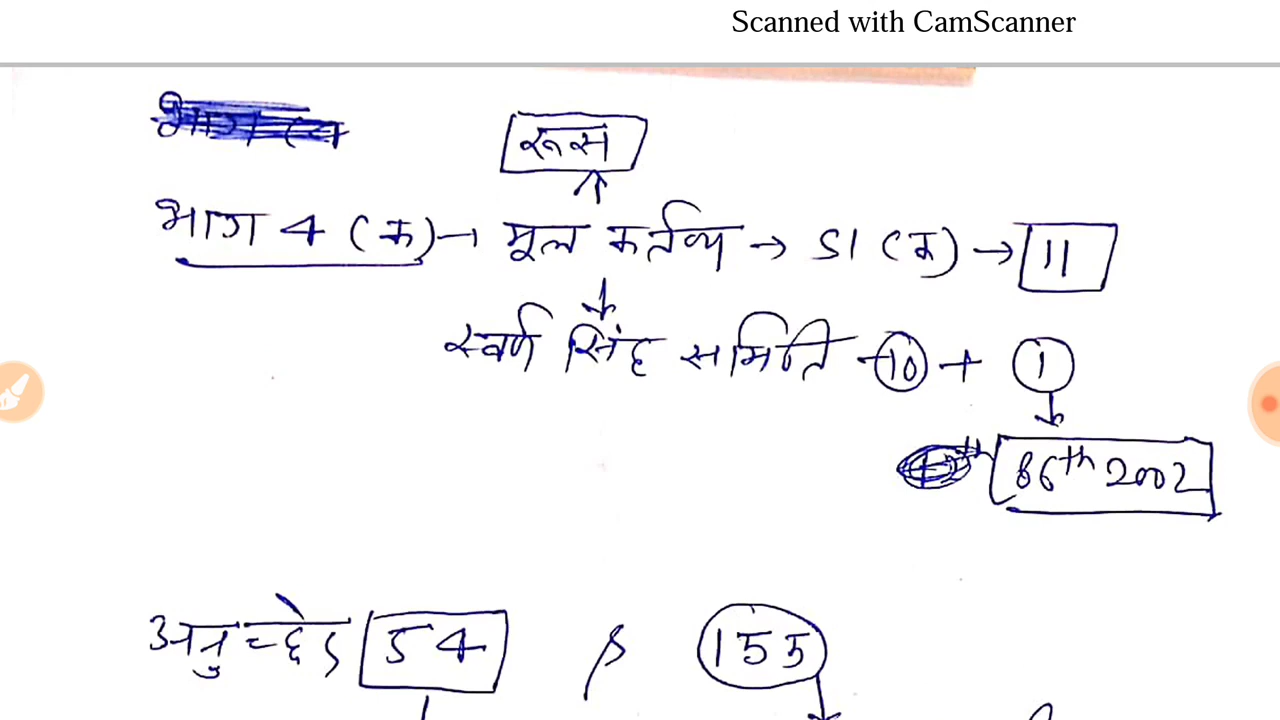 Scanned with CamScanner
रूस
भाग 4 (क) → मूल कर्तव्य → 51 (क) → 11
स्वर्ण सिंह समिति - 10 + 1
86th 2002
अनुच्छेद 54 155